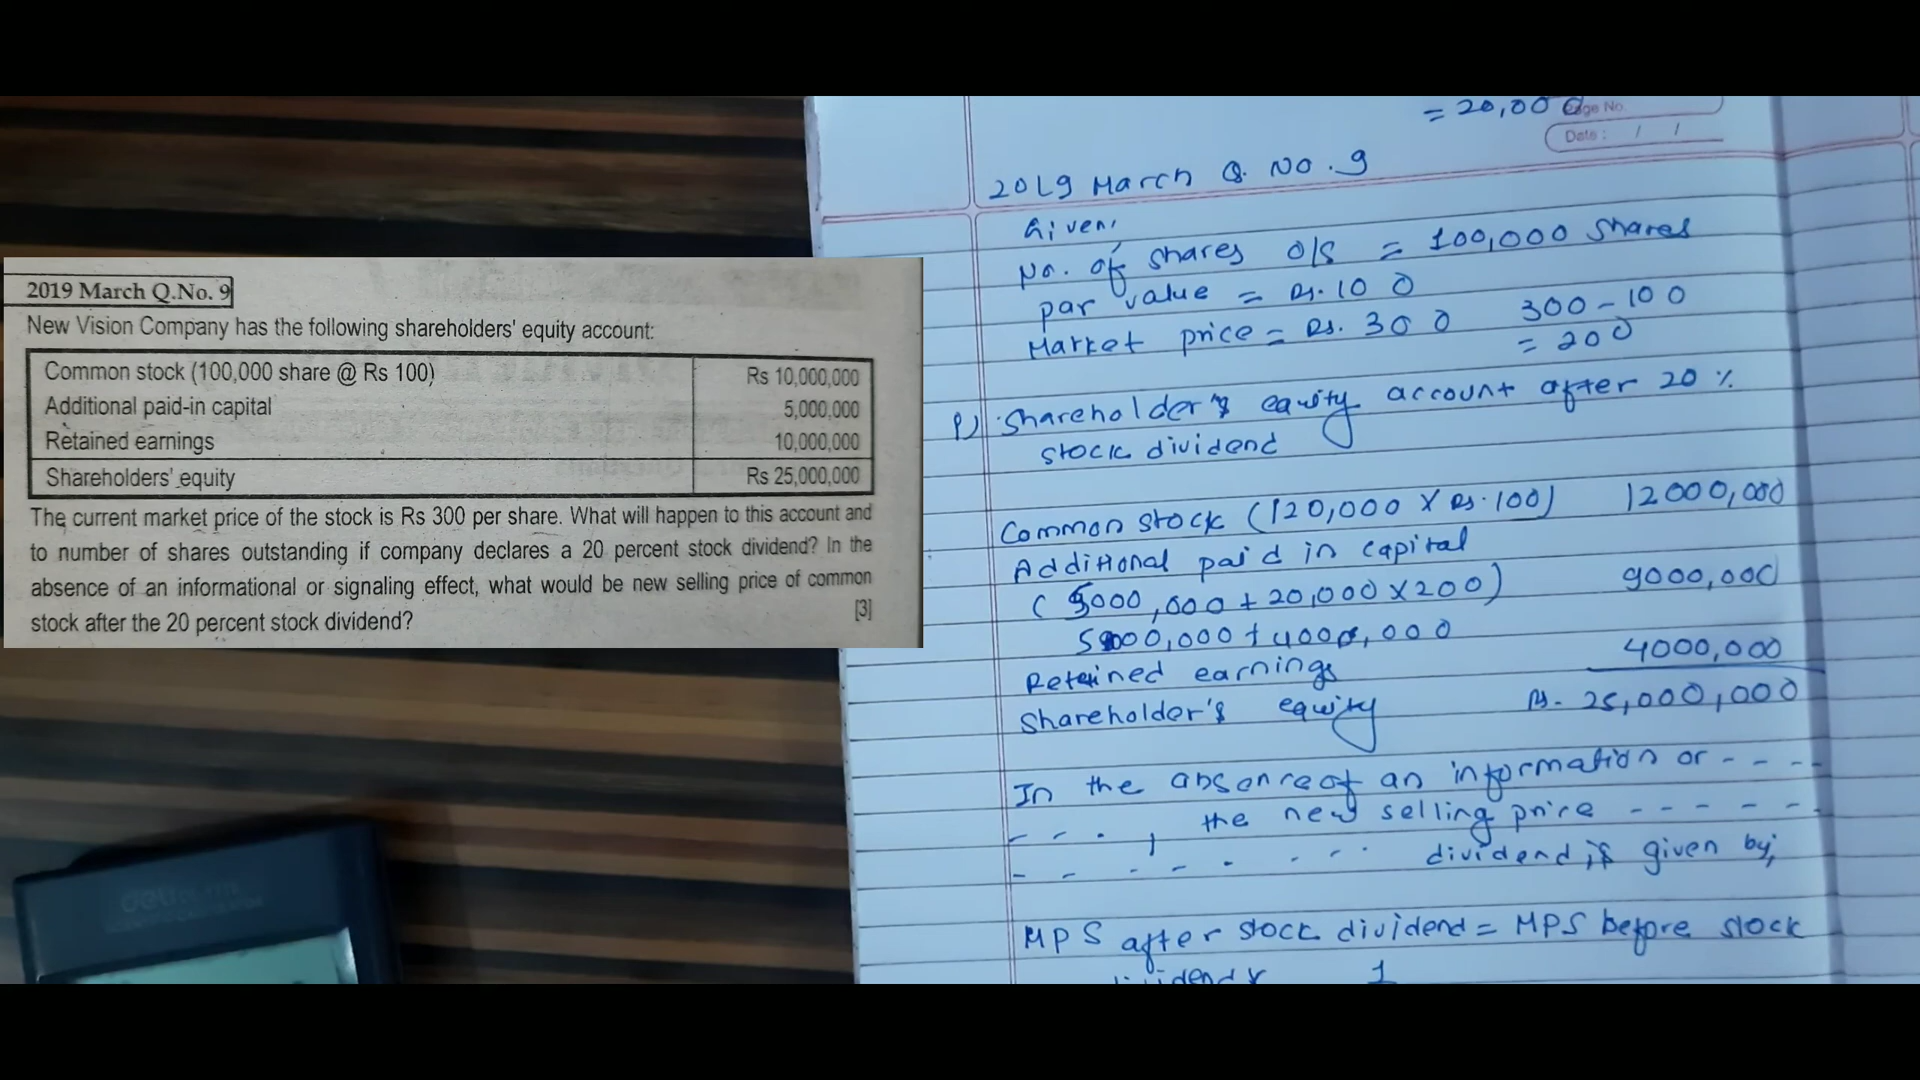 2019 March Q.No. 9
New Vision Company has the following shareholders' equity account:
Common stock (100,000 share @ Rs 100) Rs 10,000,000
Additional paid-in capital 5,000,000
Retained earnings 10,000,000
Shareholders' equity Rs 25,000,000
The current market price of the stock is Rs 300 per share. What will happen to this account and
to number of shares outstanding if company declares a 20 percent stock dividend? In the
absence of an informational or signaling effect, what would be new selling price of common
stock after the 20 percent stock dividend? [3]
= 20,000
Page No.
Date: / /
2019 March Q. No. 9
Given,
No. of shares o/s = 100,000 shares
par value = Rs. 100
Market price = Rs. 300 300-100
= 200
Shareholder's equity account after 20 %
stock dividend
Common stock (120,000 X Rs. 100) 12000,000
Additional paid in capital
(5000,000 + 20,000 X 200) 9000,000
5000,000 + 4000,000
Retained earnings 4000,000
Shareholder's equity Rs. 25,000,000
In the absence of an information or - - - -
- - - , the new selling price - - - - - -
- - - - - - - dividend is given by;
MPS after stock dividend = MPS before stock
dividend X 1